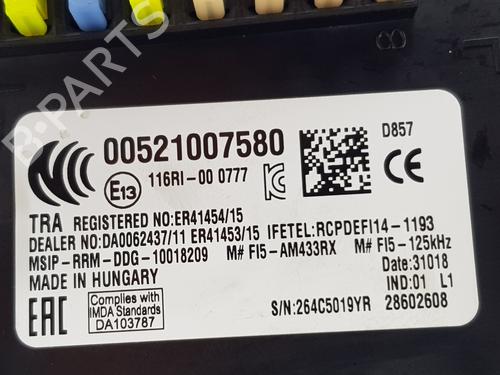 B-PARTS
00521007580
D857
E13
116RI-00 0777
CE
TRA REGISTERED NO:ER41454/15
DEALER NO:DA0062437/11 ER41453/15 IFETEL:RCPDEFI14-1193
MSIP-RRM-DDG-10018209 M# FI5-AM433RX M# FI5-125kHz
MADE IN HUNGARY
Date:31018
IND:01 L1
EAC
Complies with
IMDA Standards
DA103787
S/N:264C5019YR 28602608